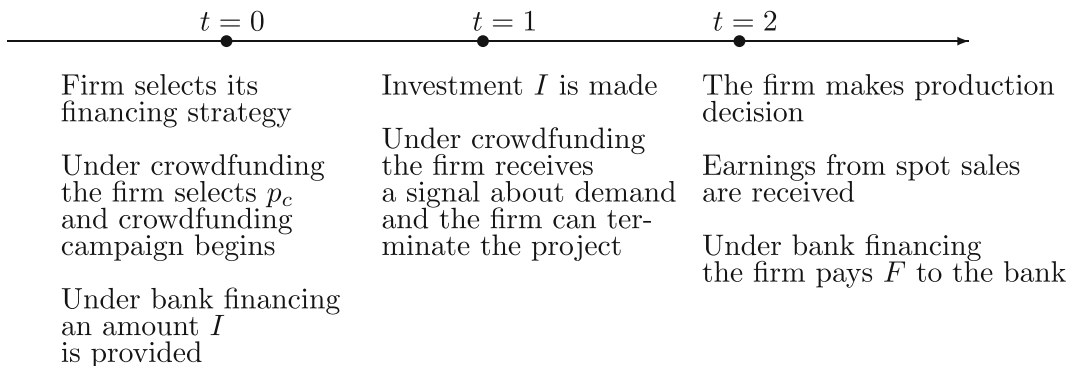 t = 0
t = 1
t = 2
Firm selects its
financing strategy
Under crowdfunding
the firm selects p_c
and crowdfunding
campaign begins
Under bank financing
an amount I
is provided
Investment I is made
Under crowdfunding
the firm receives
a signal about demand
and the firm can ter-
minate the project
The firm makes production
decision
Earnings from spot sales
are received
Under bank financing
the firm pays F to the bank